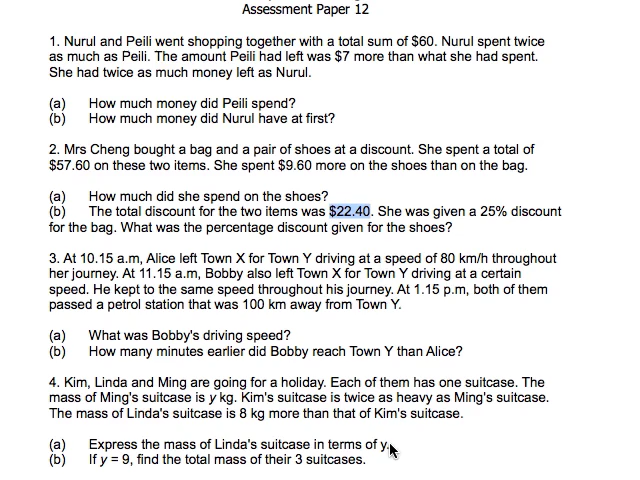 Assessment Paper 12
1. Nurul and Peili went shopping together with a total sum of $60. Nurul spent twice
as much as Peili. The amount Peili had left was $7 more than what she had spent.
She had twice as much money left as Nurul.
(a) How much money did Peili spend?
(b) How much money did Nurul have at first?
2. Mrs Cheng bought a bag and a pair of shoes at a discount. She spent a total of
$57.60 on these two items. She spent $9.60 more on the shoes than on the bag.
(a) How much did she spend on the shoes?
(b) The total discount for the two items was $22.40. She was given a 25% discount
for the bag. What was the percentage discount given for the shoes?
3. At 10.15 a.m, Alice left Town X for Town Y driving at a speed of 80 km/h throughout
her journey. At 11.15 a.m, Bobby also left Town X for Town Y driving at a certain
speed. He kept to the same speed throughout his journey. At 1.15 p.m, both of them
passed a petrol station that was 100 km away from Town Y.
(a) What was Bobby's driving speed?
(b) How many minutes earlier did Bobby reach Town Y than Alice?
4. Kim, Linda and Ming are going for a holiday. Each of them has one suitcase. The
mass of Ming's suitcase is y kg. Kim's suitcase is twice as heavy as Ming's suitcase.
The mass of Linda's suitcase is 8 kg more than that of Kim's suitcase.
(a) Express the mass of Linda's suitcase in terms of y.
(b) If y = 9, find the total mass of their 3 suitcases.